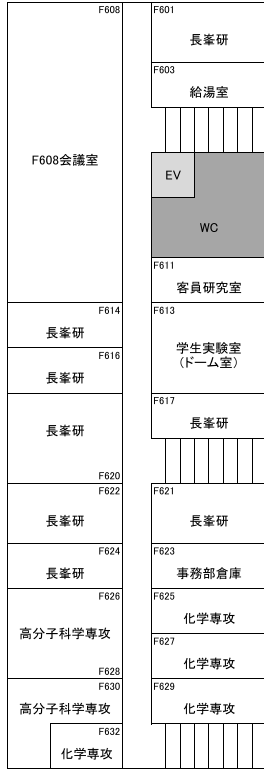 F608
F608会議室
F614
長峯研
F616
長峯研
長峯研
F620
F622
長峯研
F624
長峯研
F626
高分子科学専攻
F628
F630
高分子科学専攻
F632
化学専攻
F601
長峯研
F603
給湯室
EV
WC
F611
客員研究室
F613
学生実験室
(ドーム室)
F617
長峯研
F621
長峯研
F623
事務部倉庫
F625
化学専攻
F627
化学専攻
F629
化学専攻